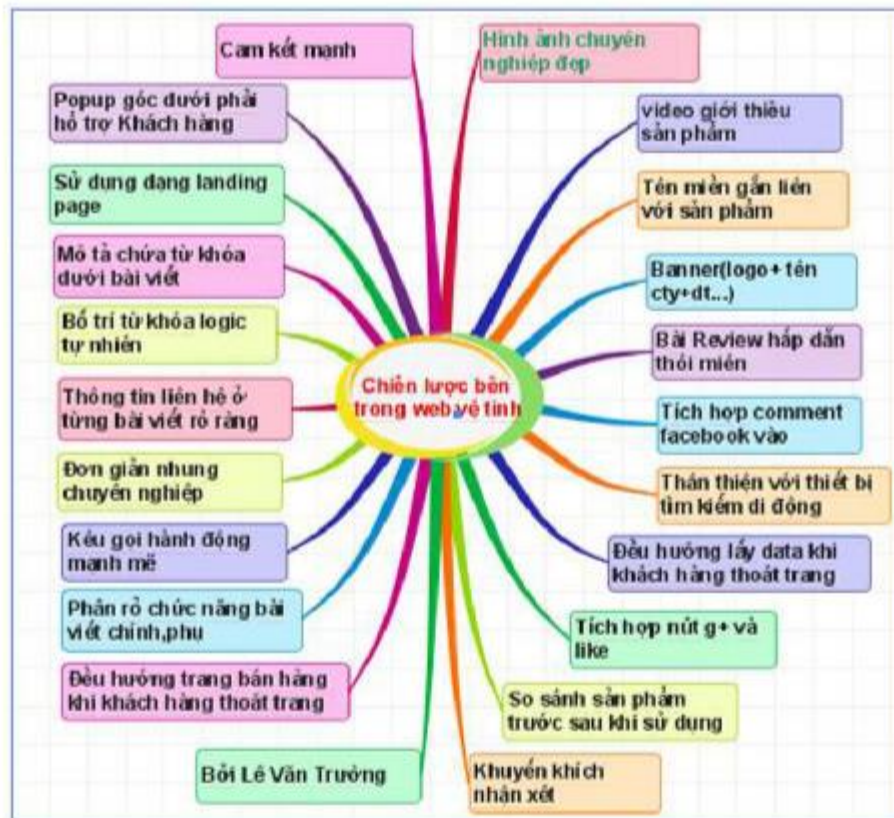 Cam kết mạnh
Hình ảnh chuyên
nghiệp đẹp
Popup góc dưới phải
hỗ trợ Khách hàng
video giới thiệu
sản phẩm
Sử dụng dạng landing
page
Tên miền gắn liền
với sản phẩm
Mô tả chứa từ khóa
dưới bài viết
Banner(logo+ tên
cty+dt...)
Bố trí từ khóa logic
tự nhiên
Bài Review hấp dẫn
thôi miên
Chiến lược bên
trong web vệ tinh
Thông tin liên hệ ở
từng bài viết rỏ ràng
Tích hợp comment
facebook vào
Đơn giản nhưng
chuyên nghiệp
Thân thiện với thiết bị
tìm kiếm di động
Kêu gọi hành động
mạnh mẽ
Đều hướng lấy data khi
khách hàng thoát trang
Phân rỏ chức năng bài
viết chính,phụ
Tích hợp nút g+ và
like
Đều hướng trang bán hàng
khi khách hàng thoát trang
So sánh sản phẩm
trước sau khi sử dụng
Bởi Lê Văn Trưởng
Khuyến khích
nhận xét